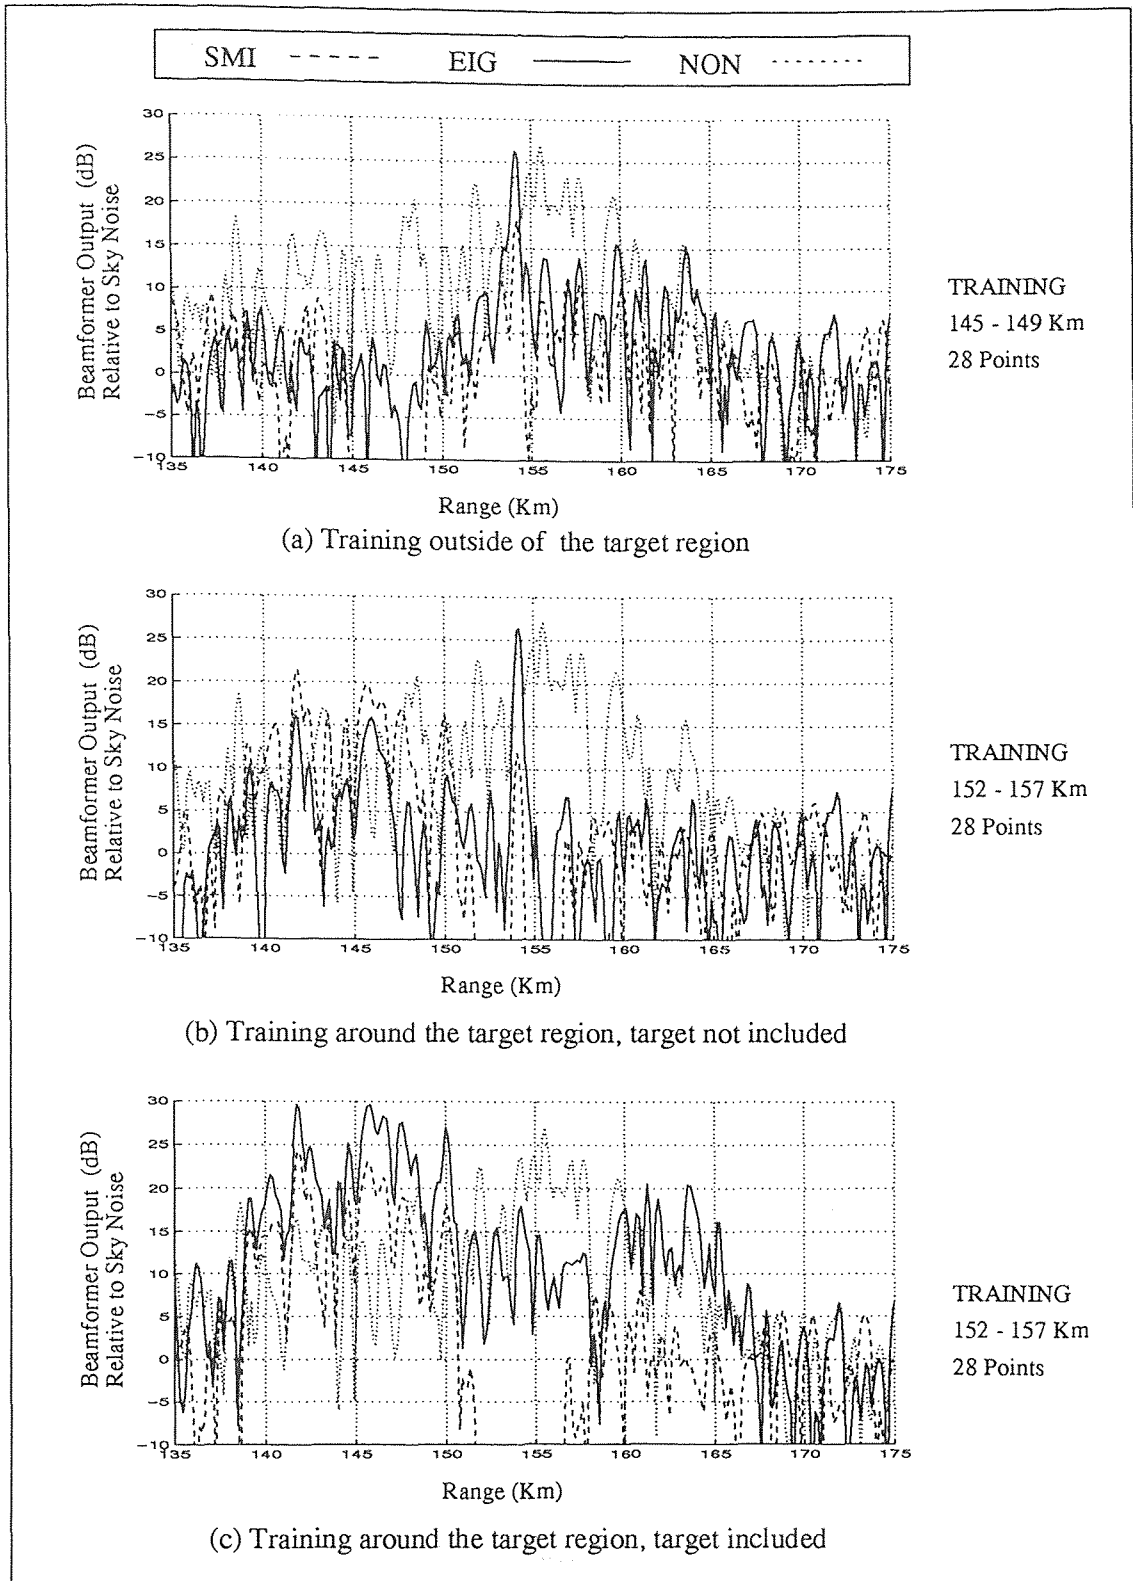 SMI EIG NON
30
25
20
15
10
5
0
−5
−10
135 140 145 150 155 160 165 170 175
Beamformer Output (dB)
Relative to Sky Noise
Range (Km)
TRAINING
145 - 149 Km
28 Points
(a) Training outside of the target region
30
25
20
15
10
5
0
−5
−10
135 140 145 150 155 160 165 170 175
Beamformer Output (dB)
Relative to Sky Noise
Range (Km)
TRAINING
152 - 157 Km
28 Points
(b) Training around the target region, target not included
30
25
20
15
10
5
0
−5
−10
135 140 145 150 155 160 165 170 175
Beamformer Output (dB)
Relative to Sky Noise
Range (Km)
TRAINING
152 - 157 Km
28 Points
(c) Training around the target region, target included